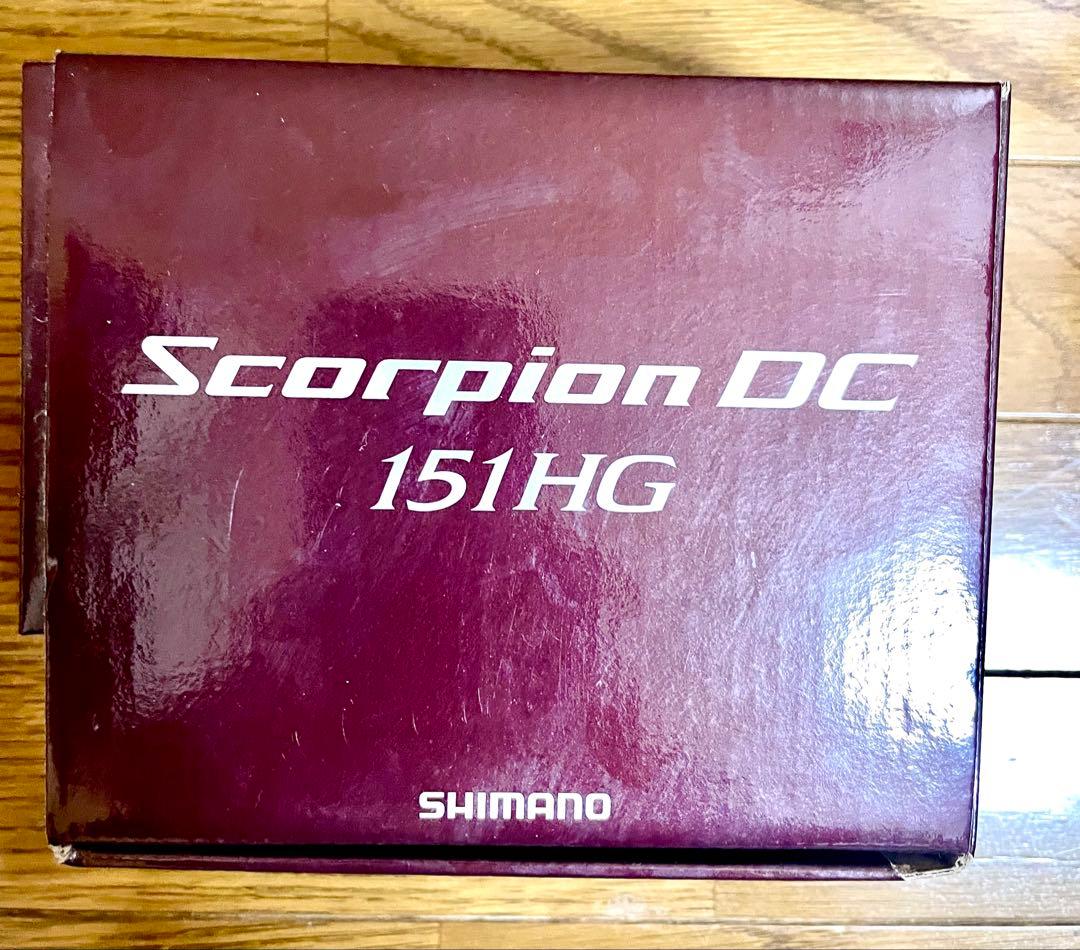 Scorpion DC
151HG
SHIMANO